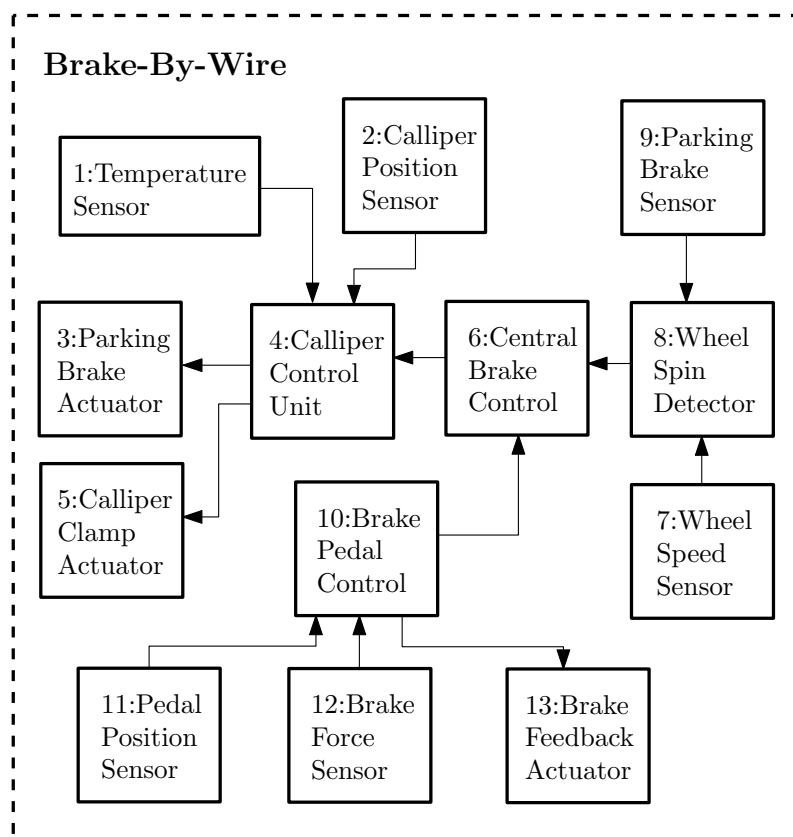 Brake-By-Wire
1:Temperature
Sensor
2:Calliper
Position
Sensor
9:Parking
Brake
Sensor
3:Parking
Brake
Actuator
4:Calliper
Control
Unit
6:Central
Brake
Control
8:Wheel
Spin
Detector
5:Calliper
Clamp
Actuator
10:Brake
Pedal
Control
7:Wheel
Speed
Sensor
11:Pedal
Position
Sensor
12:Brake
Force
Sensor
13:Brake
Feedback
Actuator